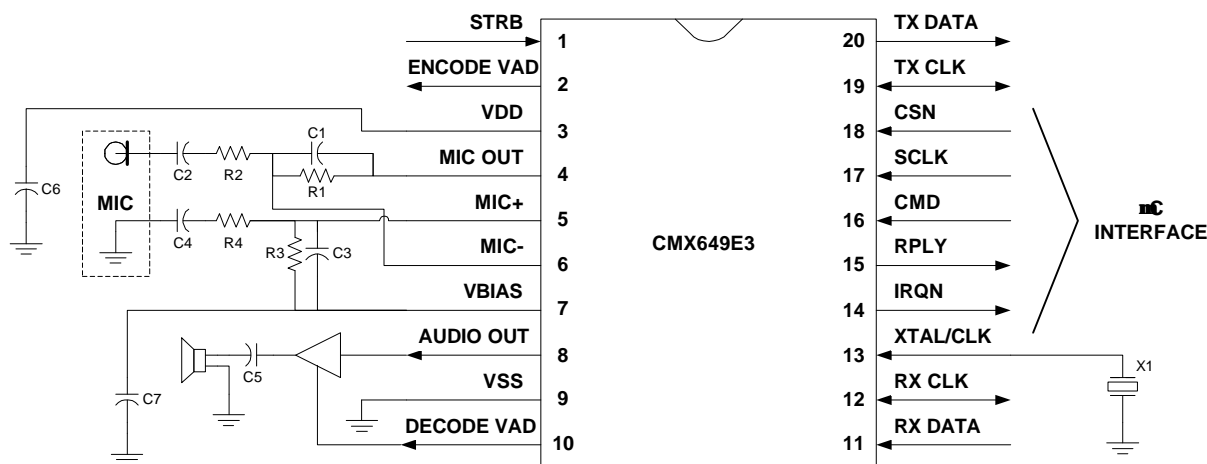 STRB
1
20
TX DATA
ENCODE VAD
2
19
TX CLK
VDD
3
18
CSN
C1
MIC OUT
4
17
SCLK
C2
R2
R1
C6
MIC
MIC+
5
16
CMD
C4
R4
CMX649E3
INTERFACE
R3
C3
MIC-
6
15
RPLY
VBIAS
7
14
IRQN
AUDIO OUT
8
13
XTAL/CLK
C5
X1
VSS
9
12
RX CLK
C7
DECODE VAD
10
11
RX DATA